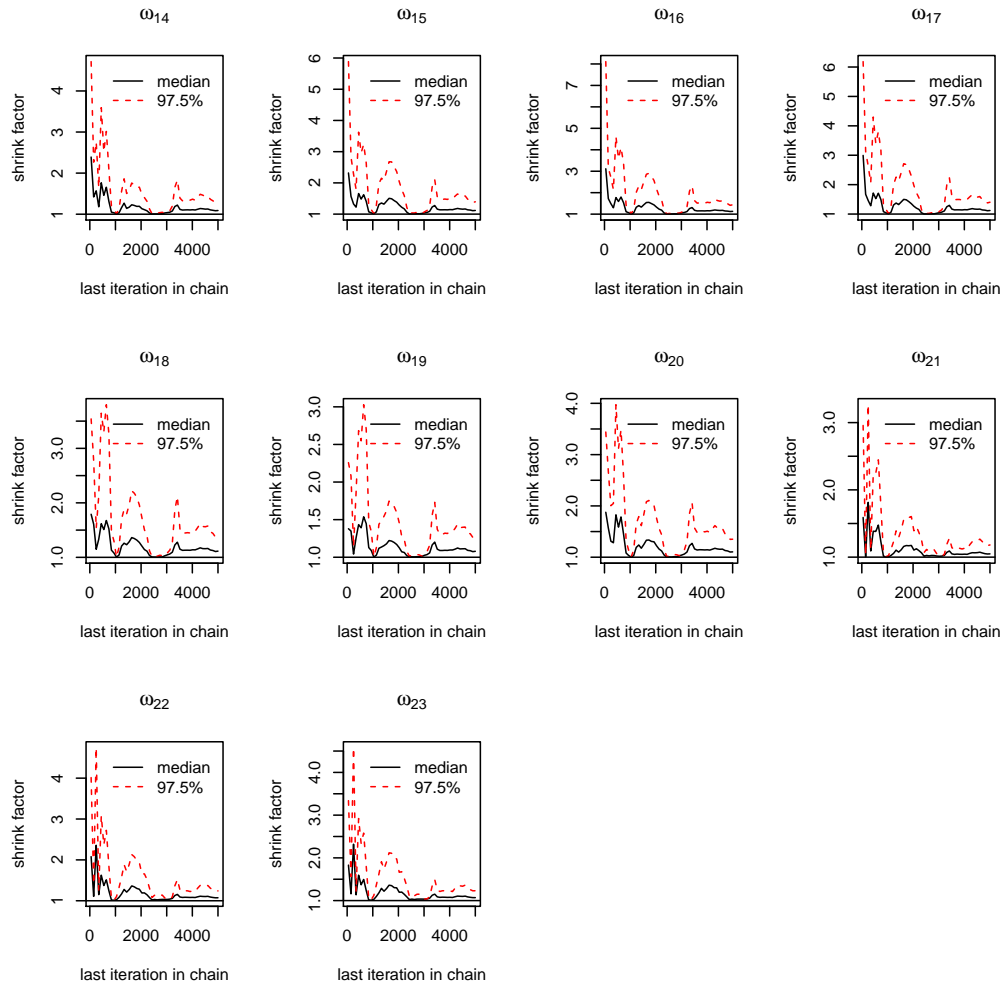 ω14 ω15 ω16 ω17
shrink factor 1 2 3 4 median 97.5% 0 2000 4000 last iteration in chain
shrink factor 1 2 3 4 5 6 median 97.5% 0 2000 4000 last iteration in chain
shrink factor 1 3 5 7 median 97.5% 0 2000 4000 last iteration in chain
shrink factor 1 2 3 4 5 6 median 97.5% 0 2000 4000 last iteration in chain
ω18 ω19 ω20 ω21
shrink factor 1.0 2.0 3.0 median 97.5% 0 2000 4000 last iteration in chain
shrink factor 1.0 1.5 2.0 2.5 3.0 median 97.5% 0 2000 4000 last iteration in chain
shrink factor 1.0 2.0 3.0 4.0 median 97.5% 0 2000 4000 last iteration in chain
shrink factor 1.0 2.0 3.0 median 97.5% 0 2000 4000 last iteration in chain
ω22 ω23
shrink factor 1 2 3 4 median 97.5% 0 2000 4000 last iteration in chain
shrink factor 1.0 2.0 3.0 4.0 median 97.5% 0 2000 4000 last iteration in chain